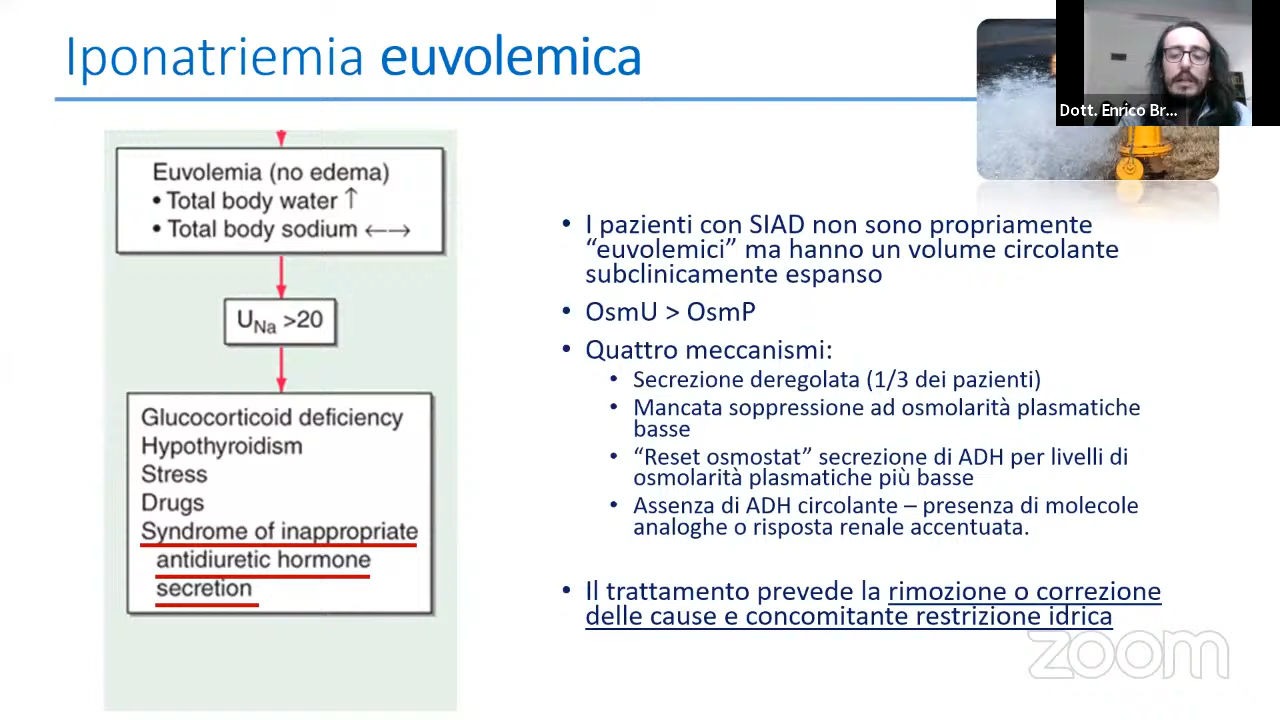 Iponatriemia euvolemica
Dott. Enrico Br...
Euvolemia (no edema)
• Total body water ↑
• Total body sodium ←→
U_Na >20
Glucocorticoid deficiency
Hypothyroidism
Stress
Drugs
Syndrome of inappropriate
antidiuretic hormone
secretion
• I pazienti con SIAD non sono propriamente
“euvolemici” ma hanno un volume circolante
subclinicamente espanso
• OsmU > OsmP
• Quattro meccanismi:
• Secrezione deregolata (1/3 dei pazienti)
• Mancata soppressione ad osmolarità plasmatiche
basse
• “Reset osmostat” secrezione di ADH per livelli di
osmolarità plasmatiche più basse
• Assenza di ADH circolante – presenza di molecole
analoghe o risposta renale accentuata.
• Il trattamento prevede la rimozione o correzione
delle cause e concomitante restrizione idrica
zoom